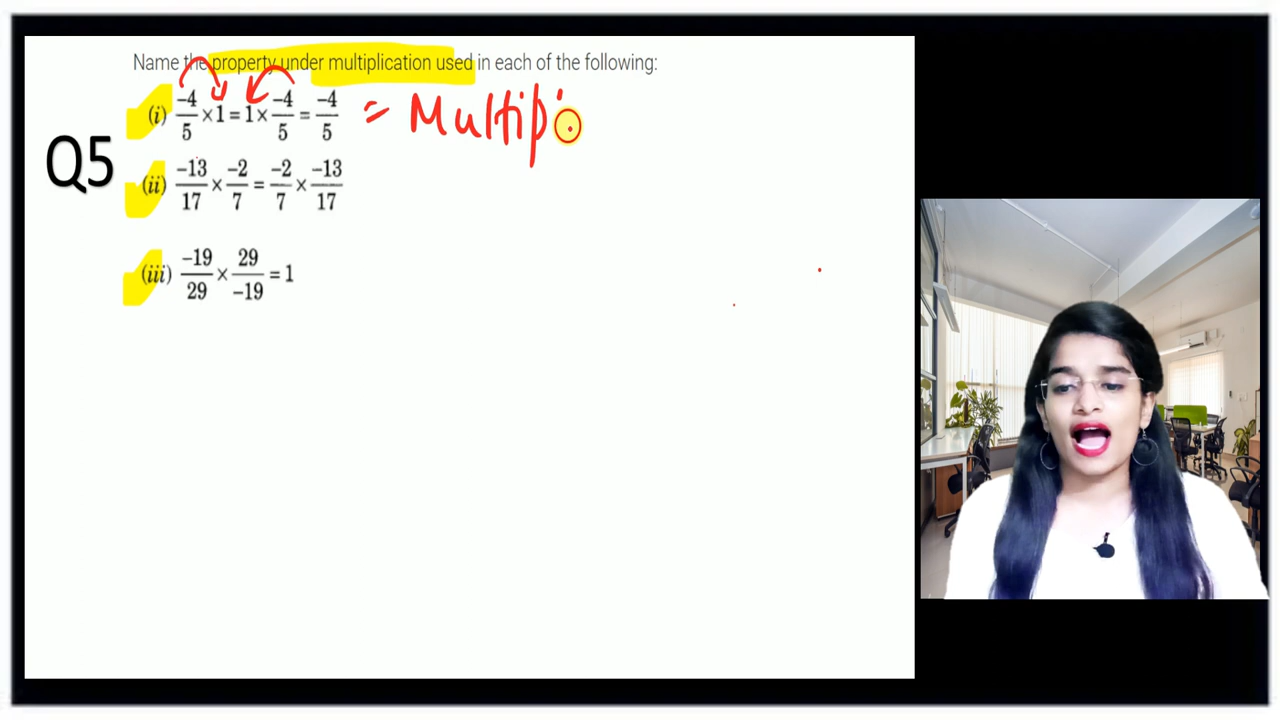 Name the property under multiplication used in each of the following:
(i) -4/5 × 1 = 1 × -4/5 = -4/5 = Multipi
Q5
(ii) -13/17 × -2/7 = -2/7 × -13/17
(iii) -19/29 × 29/-19 = 1